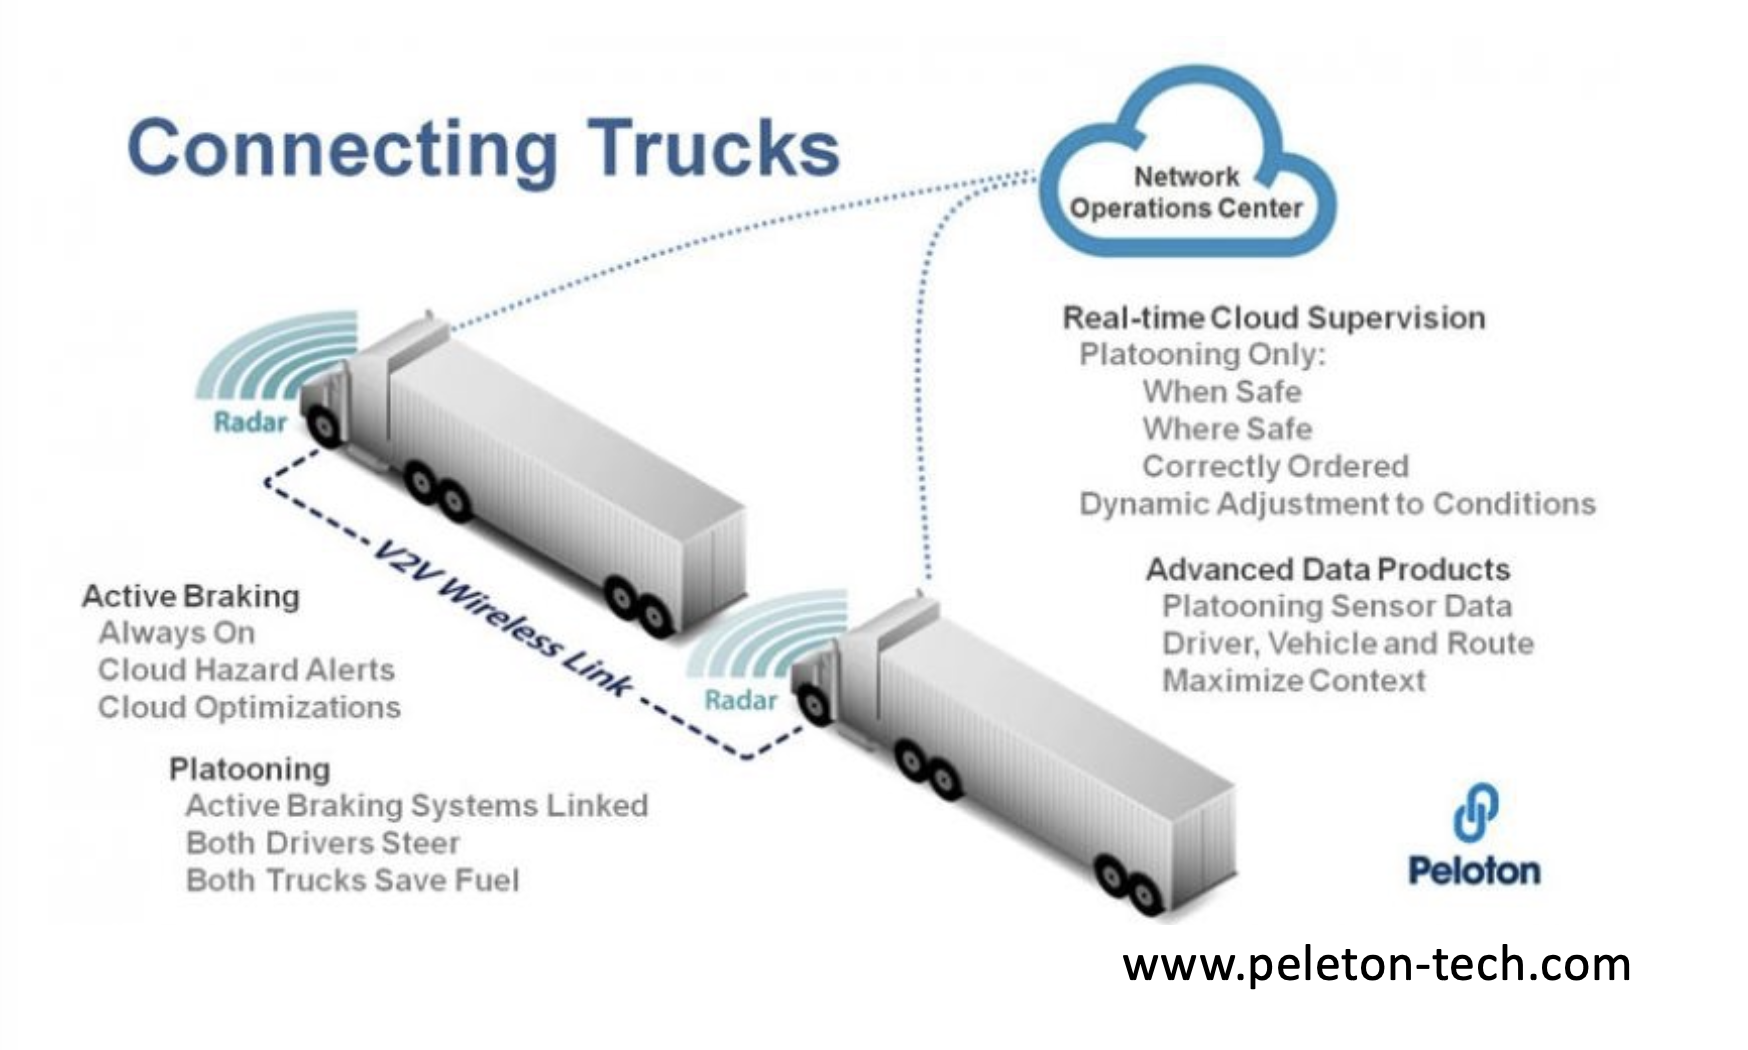 Connecting Trucks
Network
Operations Center
Radar
V2V Wireless Link
Radar
Real-time Cloud Supervision
Platooning Only:
When Safe
Where Safe
Correctly Ordered
Dynamic Adjustment to Conditions
Advanced Data Products
Platooning Sensor Data
Driver, Vehicle and Route
Maximize Context
Active Braking
Always On
Cloud Hazard Alerts
Cloud Optimizations
Platooning
Active Braking Systems Linked
Both Drivers Steer
Both Trucks Save Fuel
Peloton
www.peleton-tech.com